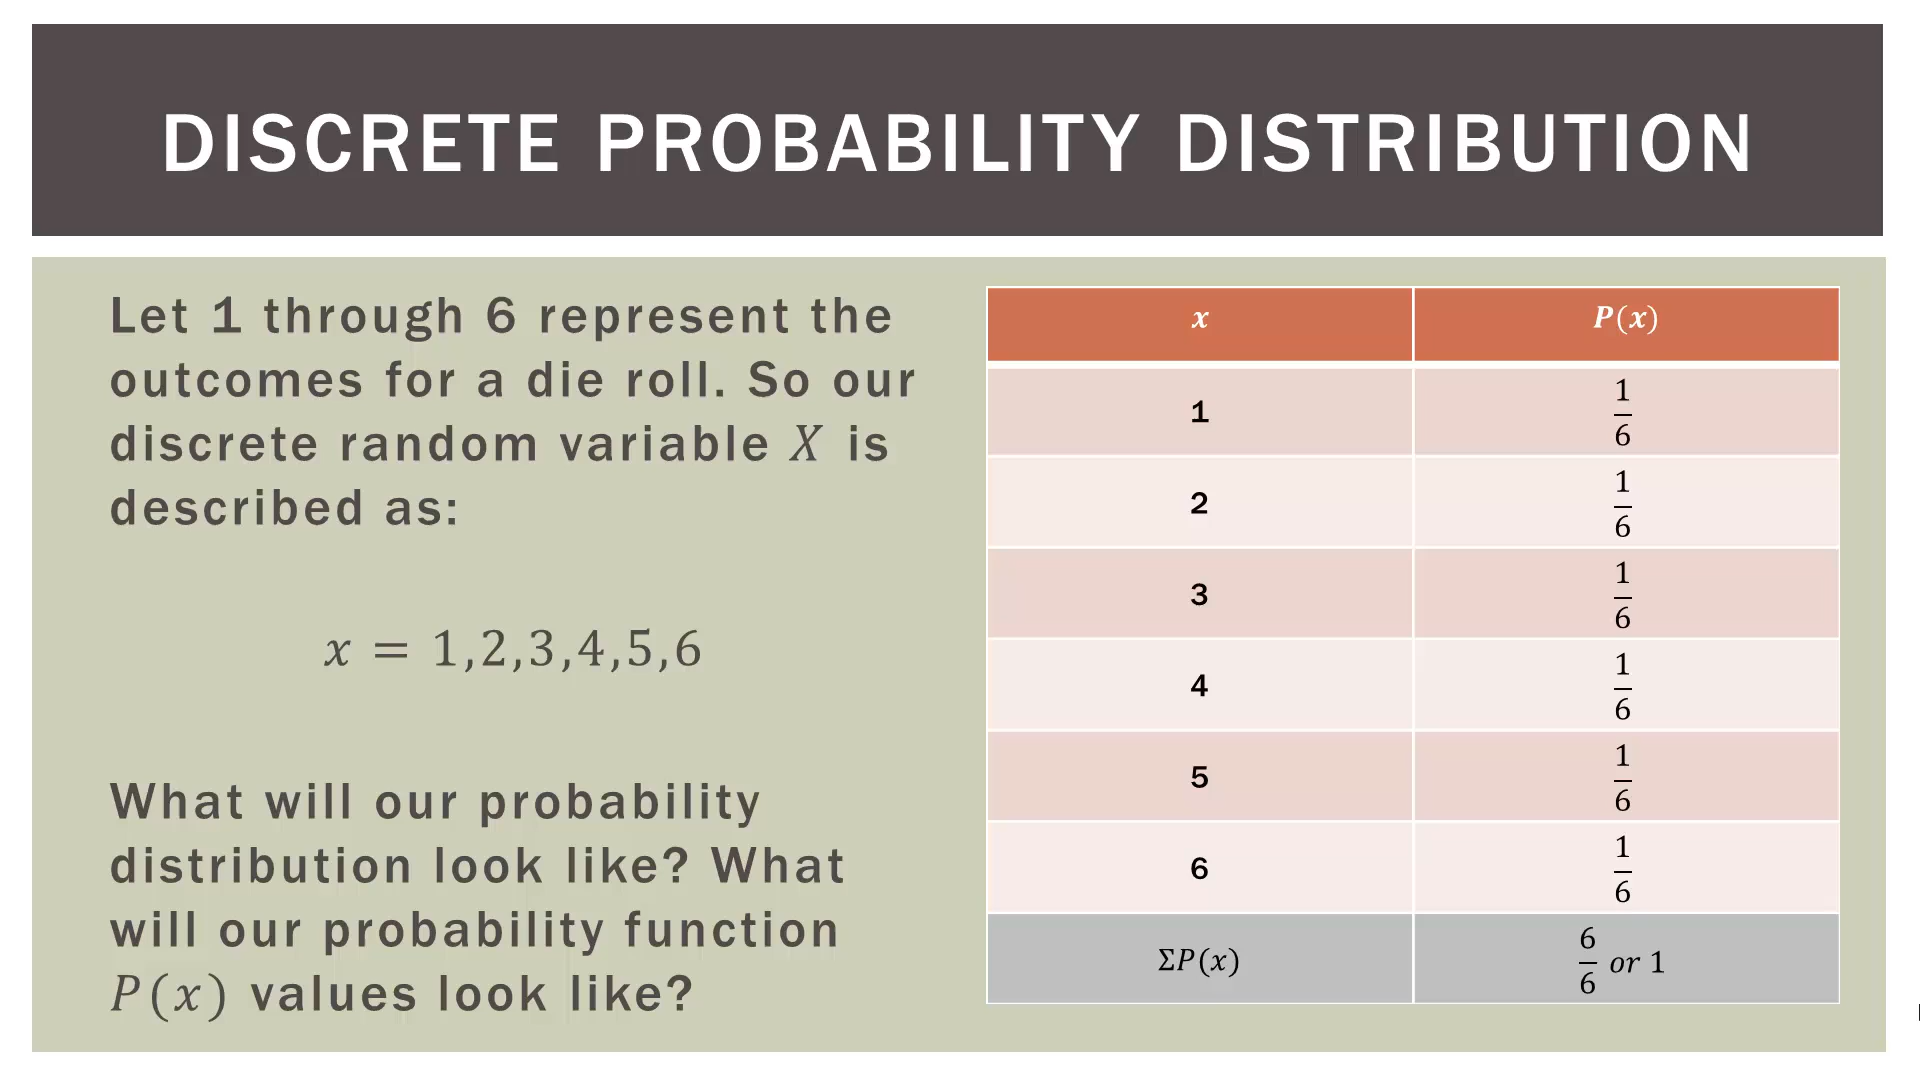 DISCRETE PROBABILITY DISTRIBUTION
Let 1 through 6 represent the
outcomes for a die roll. So our
discrete random variable X is
described as:
x = 1,2,3,4,5,6
What will our probability
distribution look like? What
will our probability function
P(x) values look like?
x P(x)
1 1/6
2 1/6
3 1/6
4 1/6
5 1/6
6 1/6
ΣP(x) 6/6 or 1